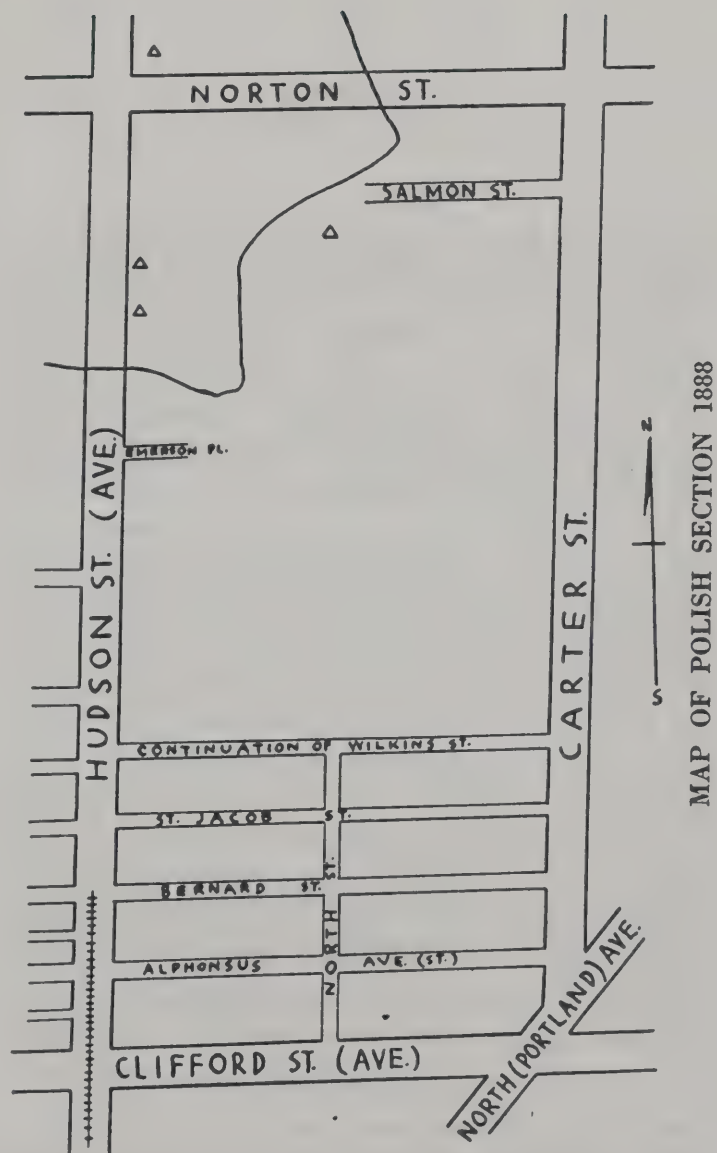 NORTON ST.
SALMON ST.
EMERSON PL.
HUDSON ST. (AVE.)
CARTER ST.
N
S
MAP OF POLISH SECTION 1888
CONTINUATION OF WILKINS ST.
ST. JACOB ST.
BERNARD ST.
NORTH ST.
ALPHONSUS AVE. (ST.)
CLIFFORD ST. (AVE.)
NORTH (PORTLAND) AVE.